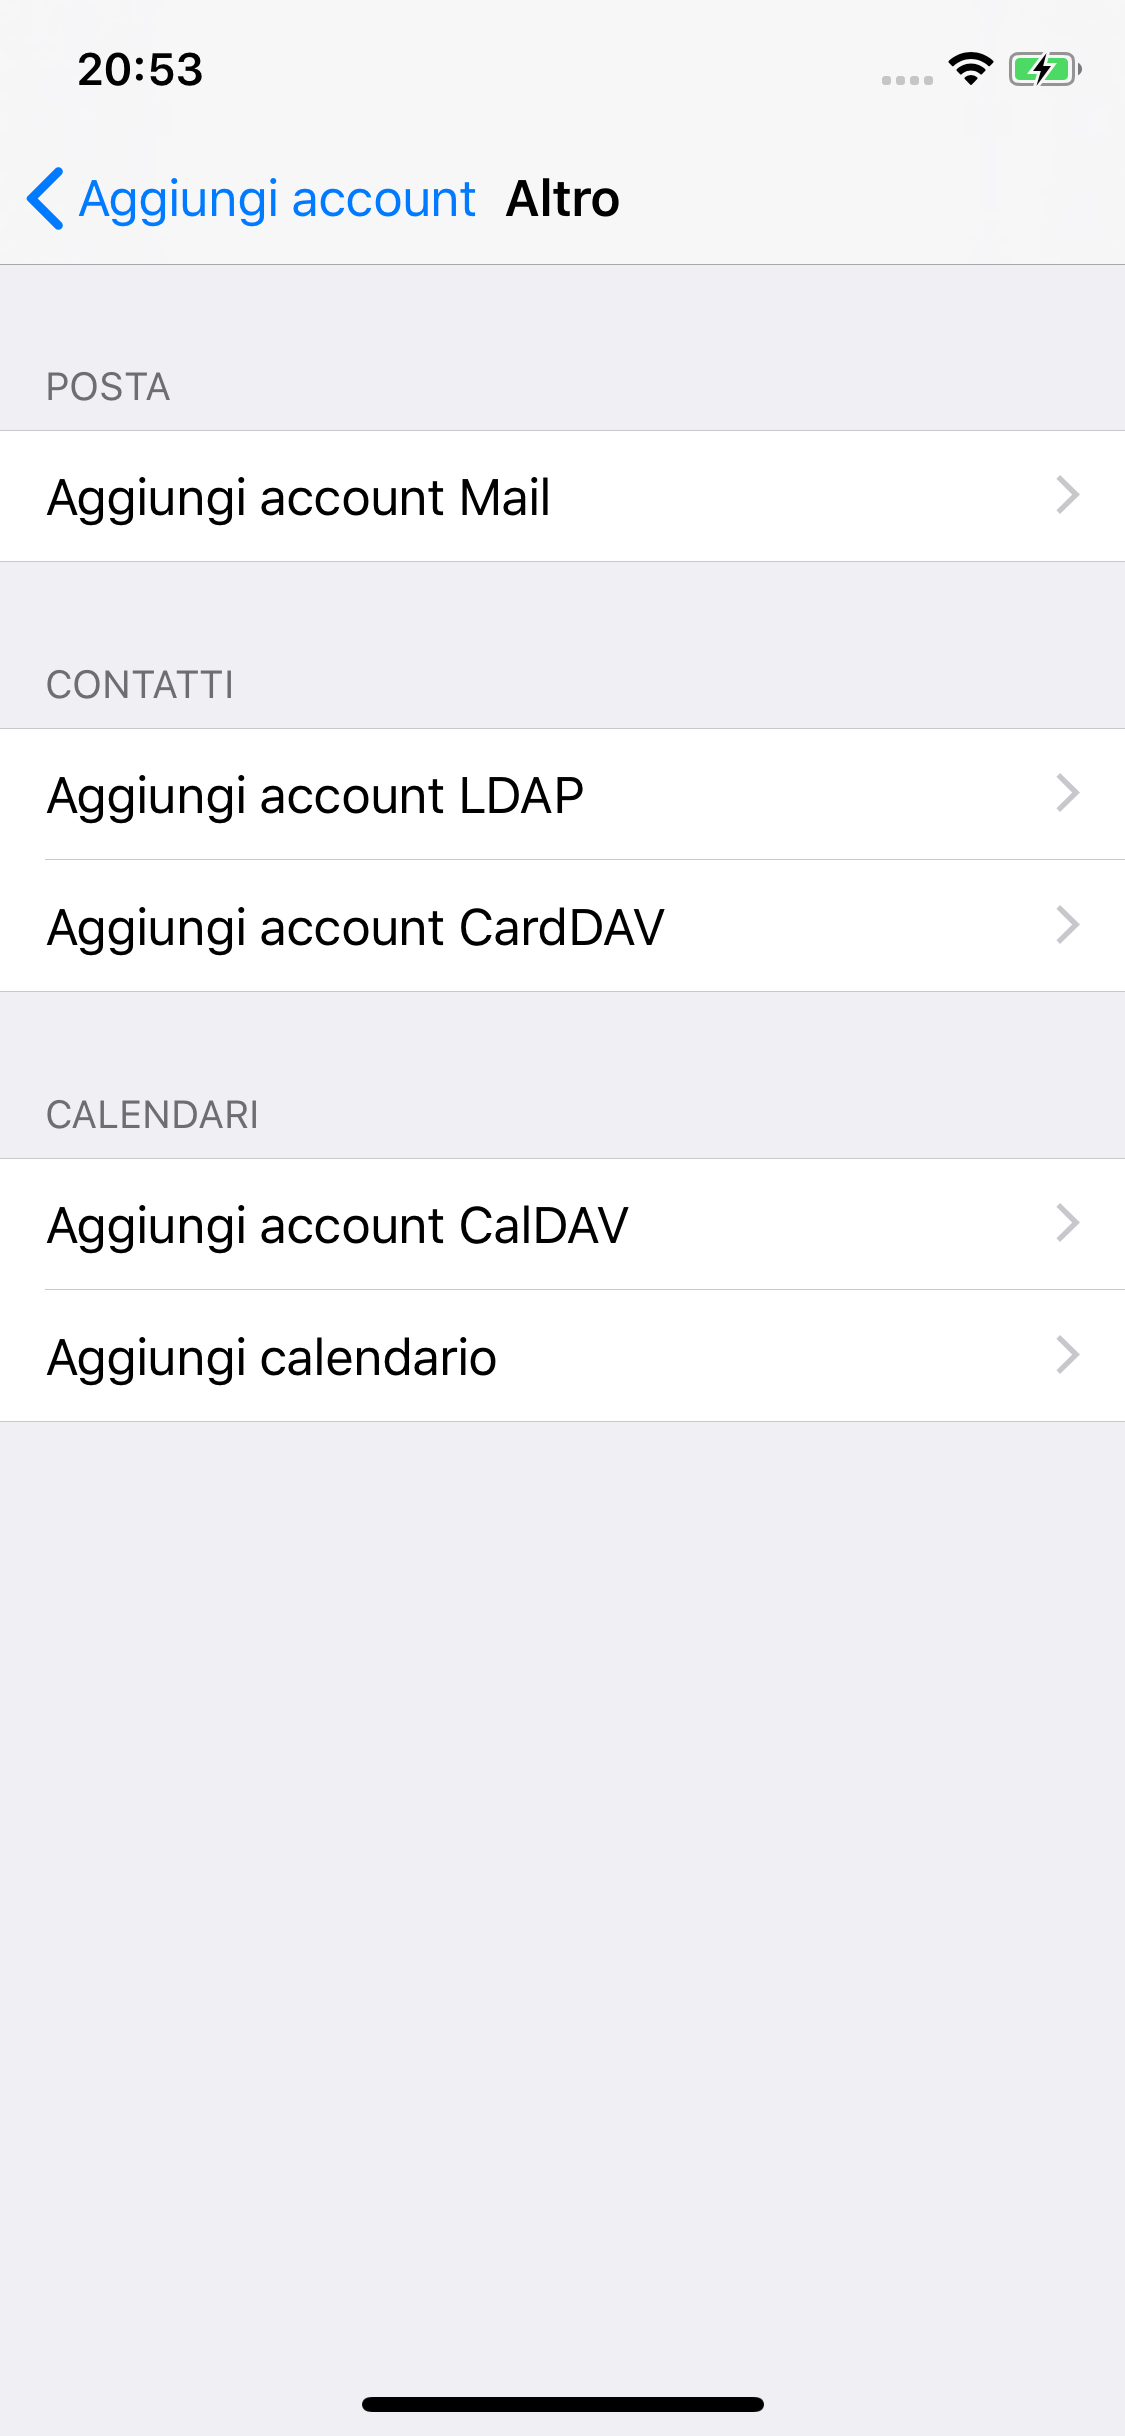 20:53
Aggiungi account Altro
POSTA
Aggiungi account Mail
CONTATTI
Aggiungi account LDAP
Aggiungi account CardDAV
CALENDARI
Aggiungi account CalDAV
Aggiungi calendario